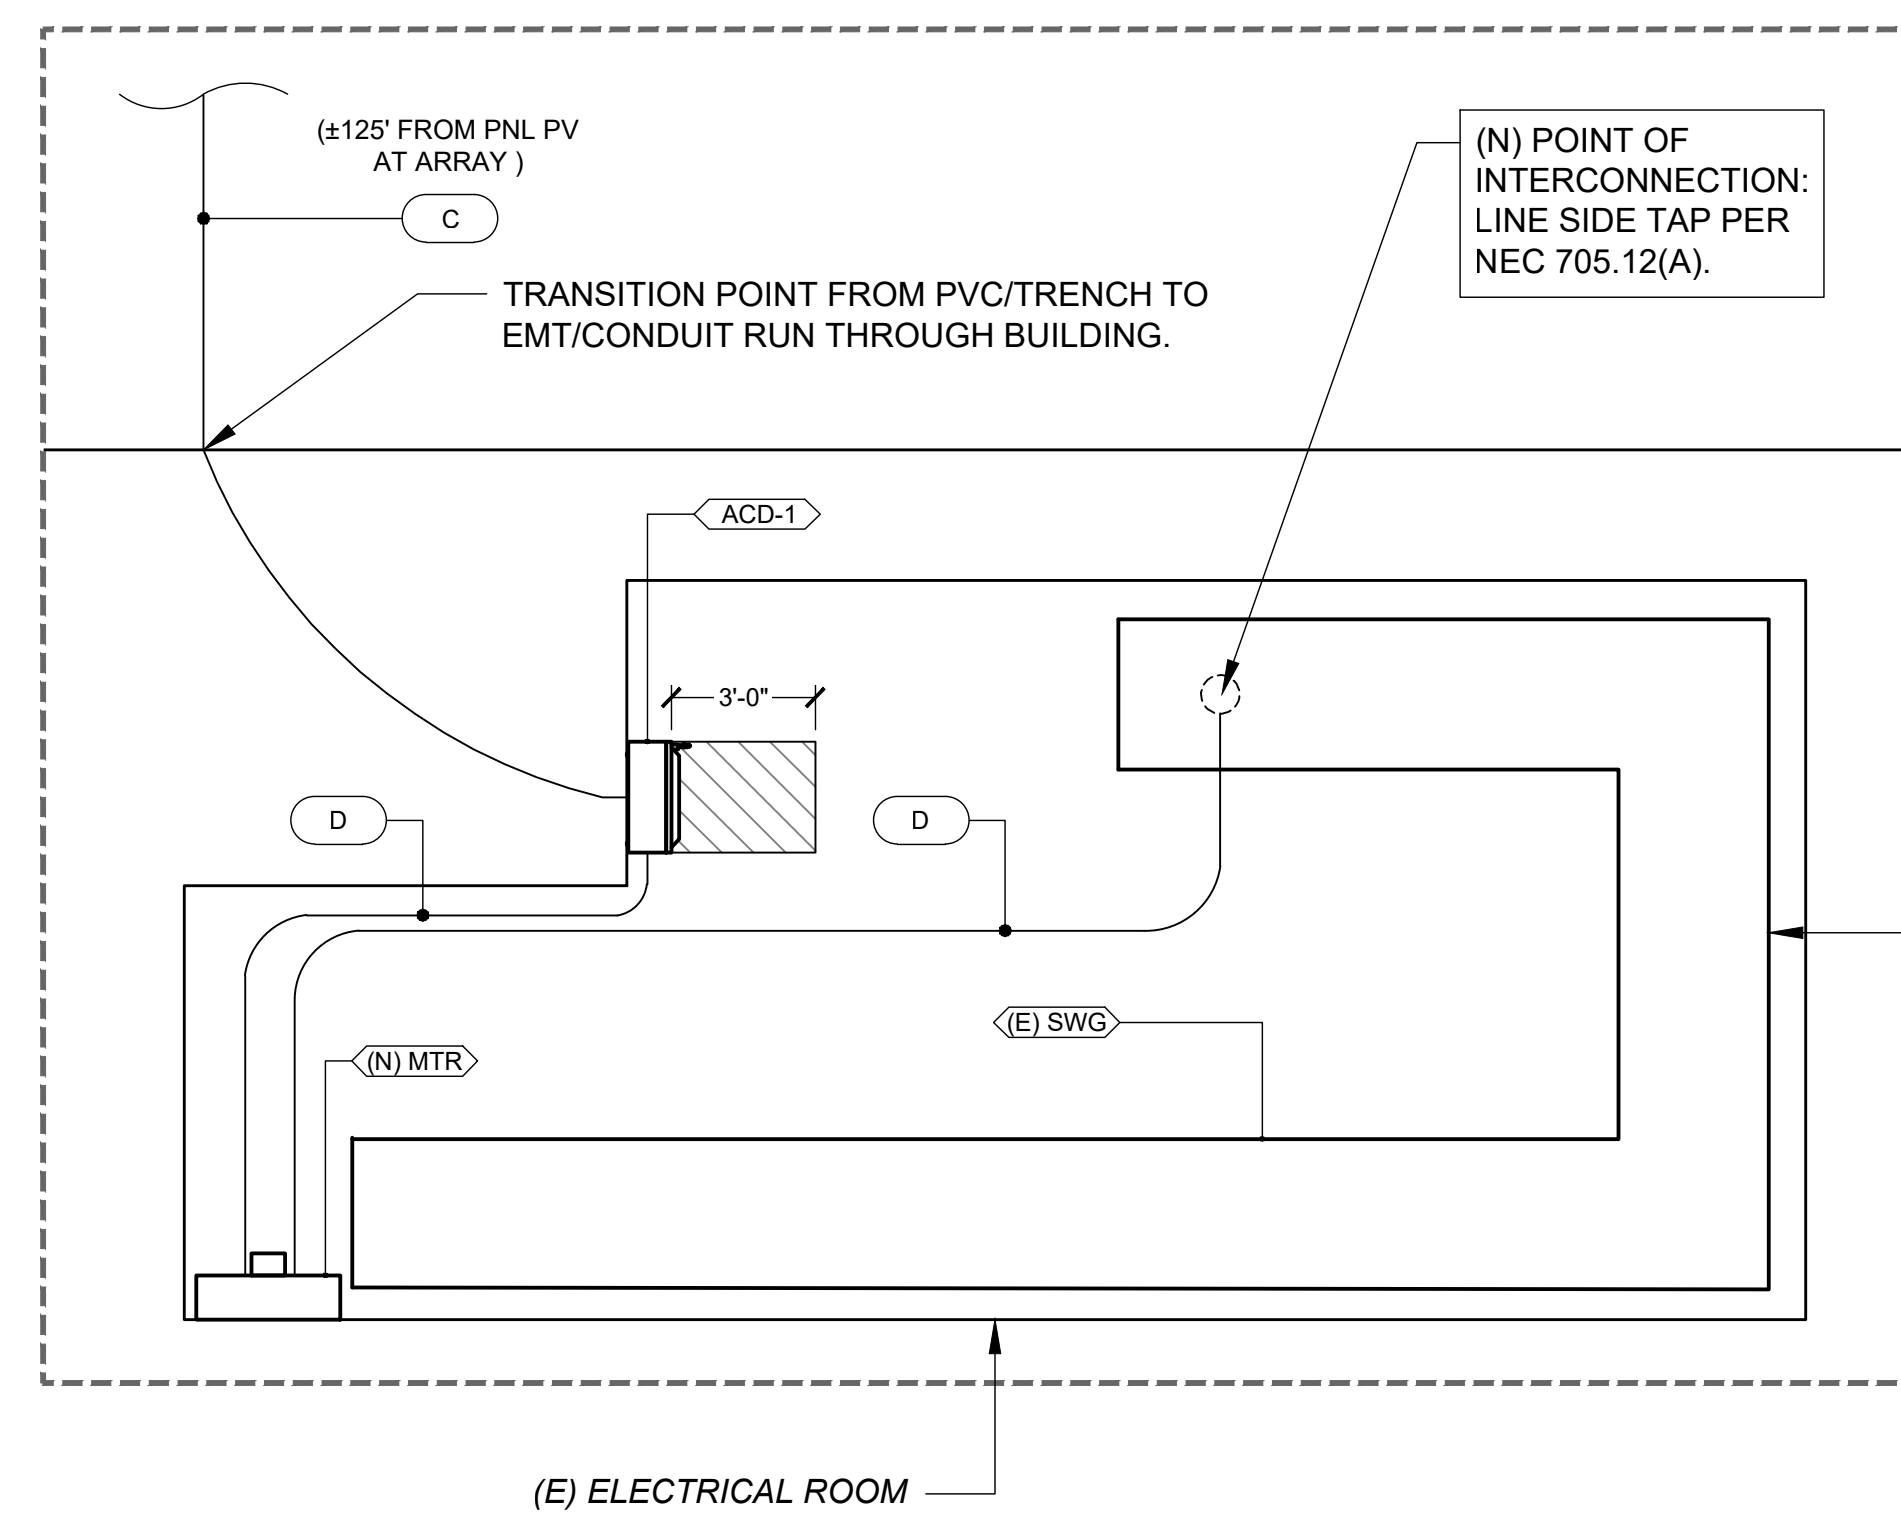 (±125' FROM PNL PV
AT ARRAY )
C
(N) POINT OF
INTERCONNECTION:
LINE SIDE TAP PER
NEC 705.12(A).
TRANSITION POINT FROM PVC/TRENCH TO
EMT/CONDUIT RUN THROUGH BUILDING.
ACD-1
3'-0"
D
D
(E) SWG
(N) MTR
(E) ELECTRICAL ROOM